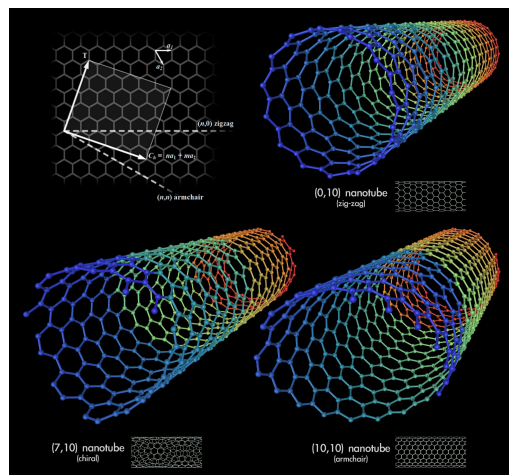 T
a₁
a₂
(n,0) zigzag
Cₕ = na₁ + ma₂
(n,n) armchair
(0,10) nanotube
(zig-zag)
(7,10) nanotube
(chiral)
(10,10) nanotube
(armchair)